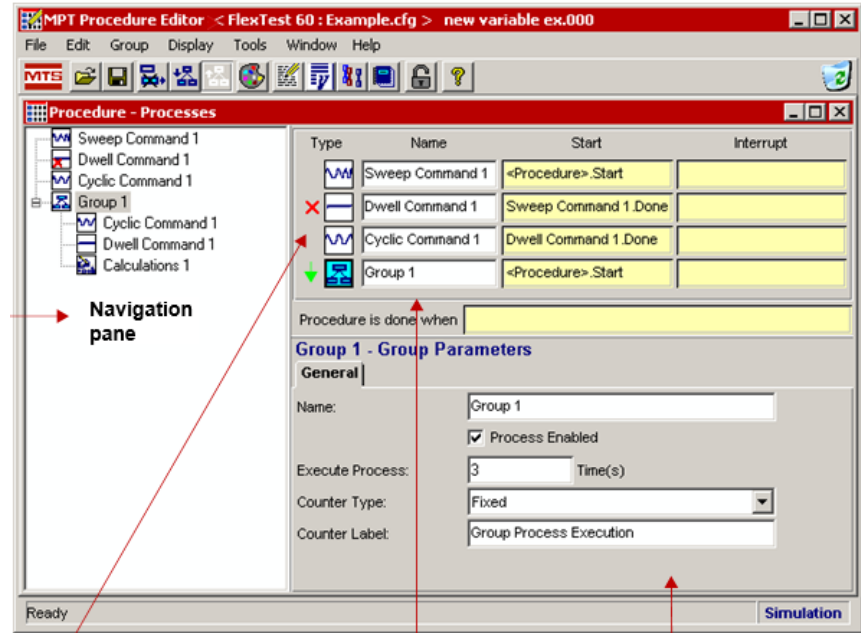 MPT Procedure Editor < FlexTest 60 : Example.cfg > new variable ex.000
File Edit Group Display Tools Window Help
MTS
Procedure - Processes
Sweep Command 1
Dwell Command 1
Cyclic Command 1
Group 1
Cyclic Command 1
Dwell Command 1
Calculations 1
Navigation
pane
Type Name Start Interrupt
Sweep Command 1 <Procedure>.Start
Dwell Command 1 Sweep Command 1.Done
Cyclic Command 1 Dwell Command 1.Done
Group 1 <Procedure>.Start
Procedure is done when
Group 1 - Group Parameters
General
Name: Group 1
Process Enabled
Execute Process: 3 Time(s)
Counter Type: Fixed
Counter Label: Group Process Execution
Ready Simulation